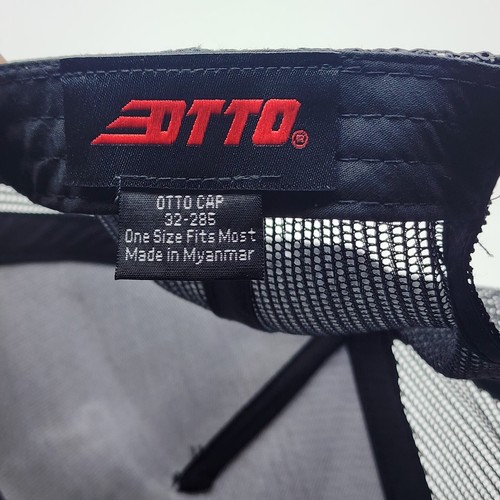 OTTO®
OTTO CAP
32-285
One Size Fits Most
Made in Myanmar